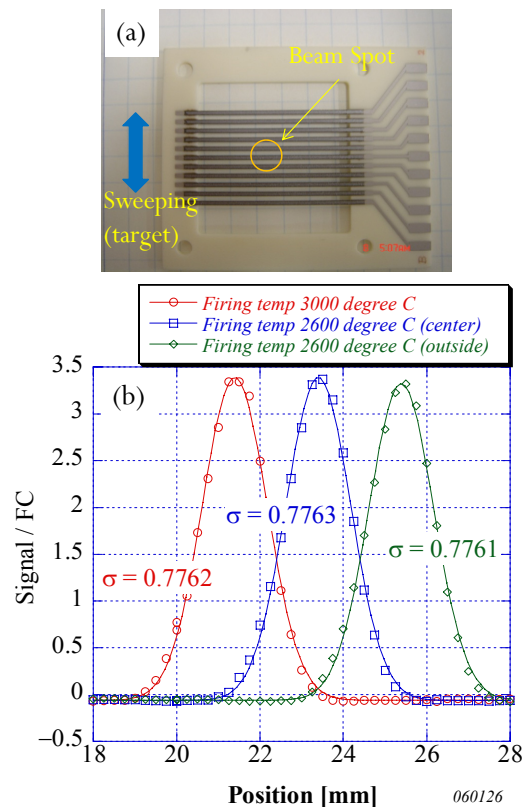 (a)
Beam Spot
Sweeping
(target)
Firing temp 3000 degree C
Firing temp 2600 degree C (center)
Firing temp 2600 degree C (outside)
(b)
3.5
3
2.5
2
1.5
1
0.5
0
−0.5
Signal / FC
σ = 0.7763
σ = 0.7761
σ = 0.7762
18
20
22
24
26
28
Position [mm]
060126